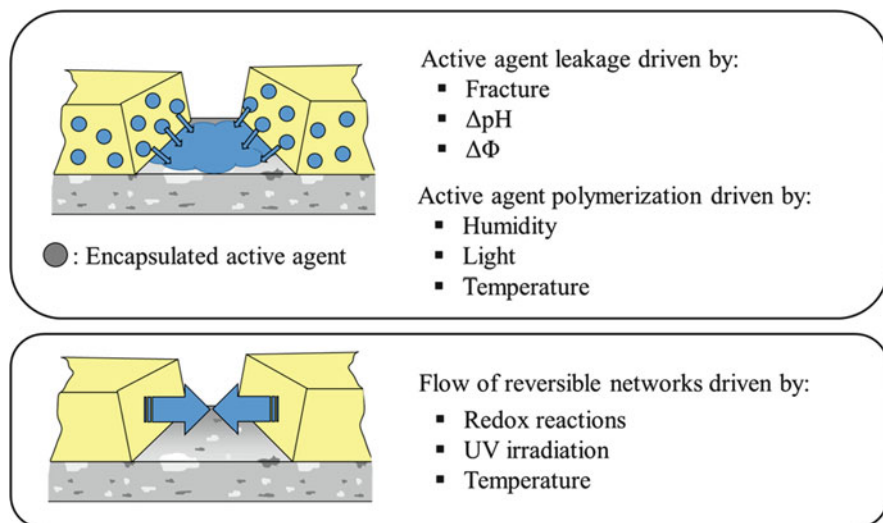 Active agent leakage driven by:
▪ Fracture
▪ ΔpH
▪ ΔΦ
Active agent polymerization driven by:
▪ Humidity
▪ Light
▪ Temperature
: Encapsulated active agent
Flow of reversible networks driven by:
▪ Redox reactions
▪ UV irradiation
▪ Temperature